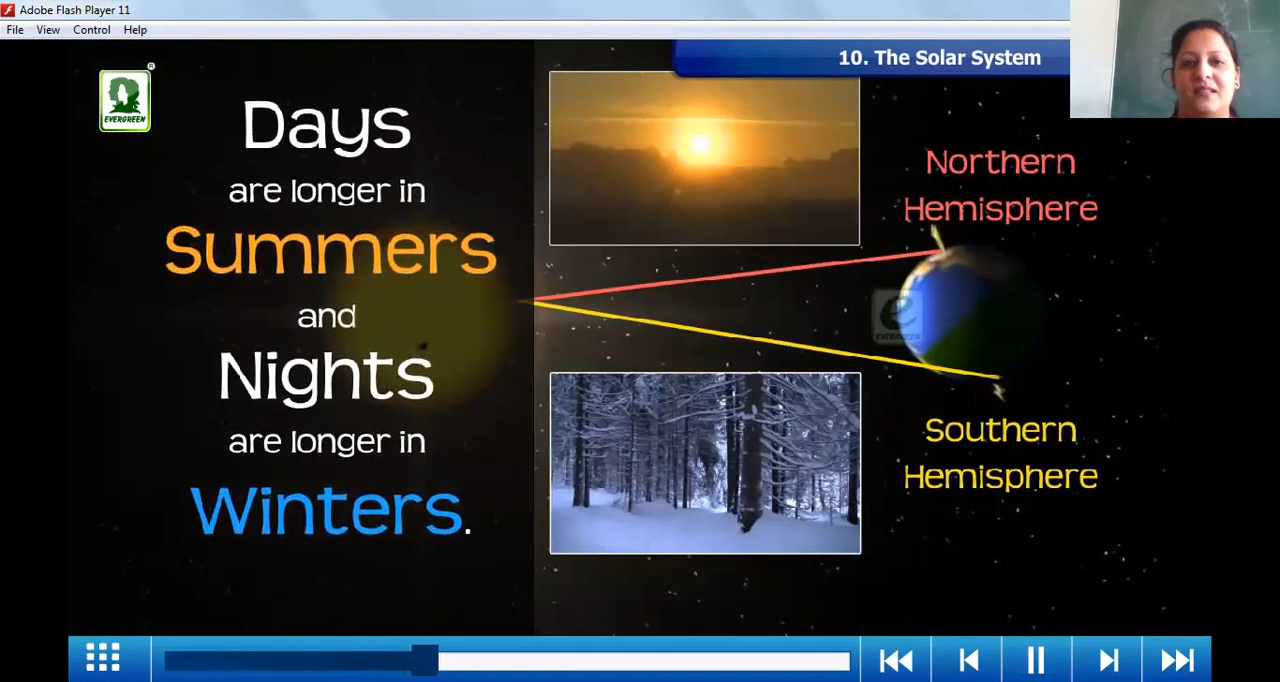 Adobe Flash Player 11
File View Control Help
10. The Solar System
EVERGREEN
®
Days
are longer in
Summers
and
Nights
are longer in
Winters.
Northern
Hemisphere
EVERGREEN
Southern
Hemisphere